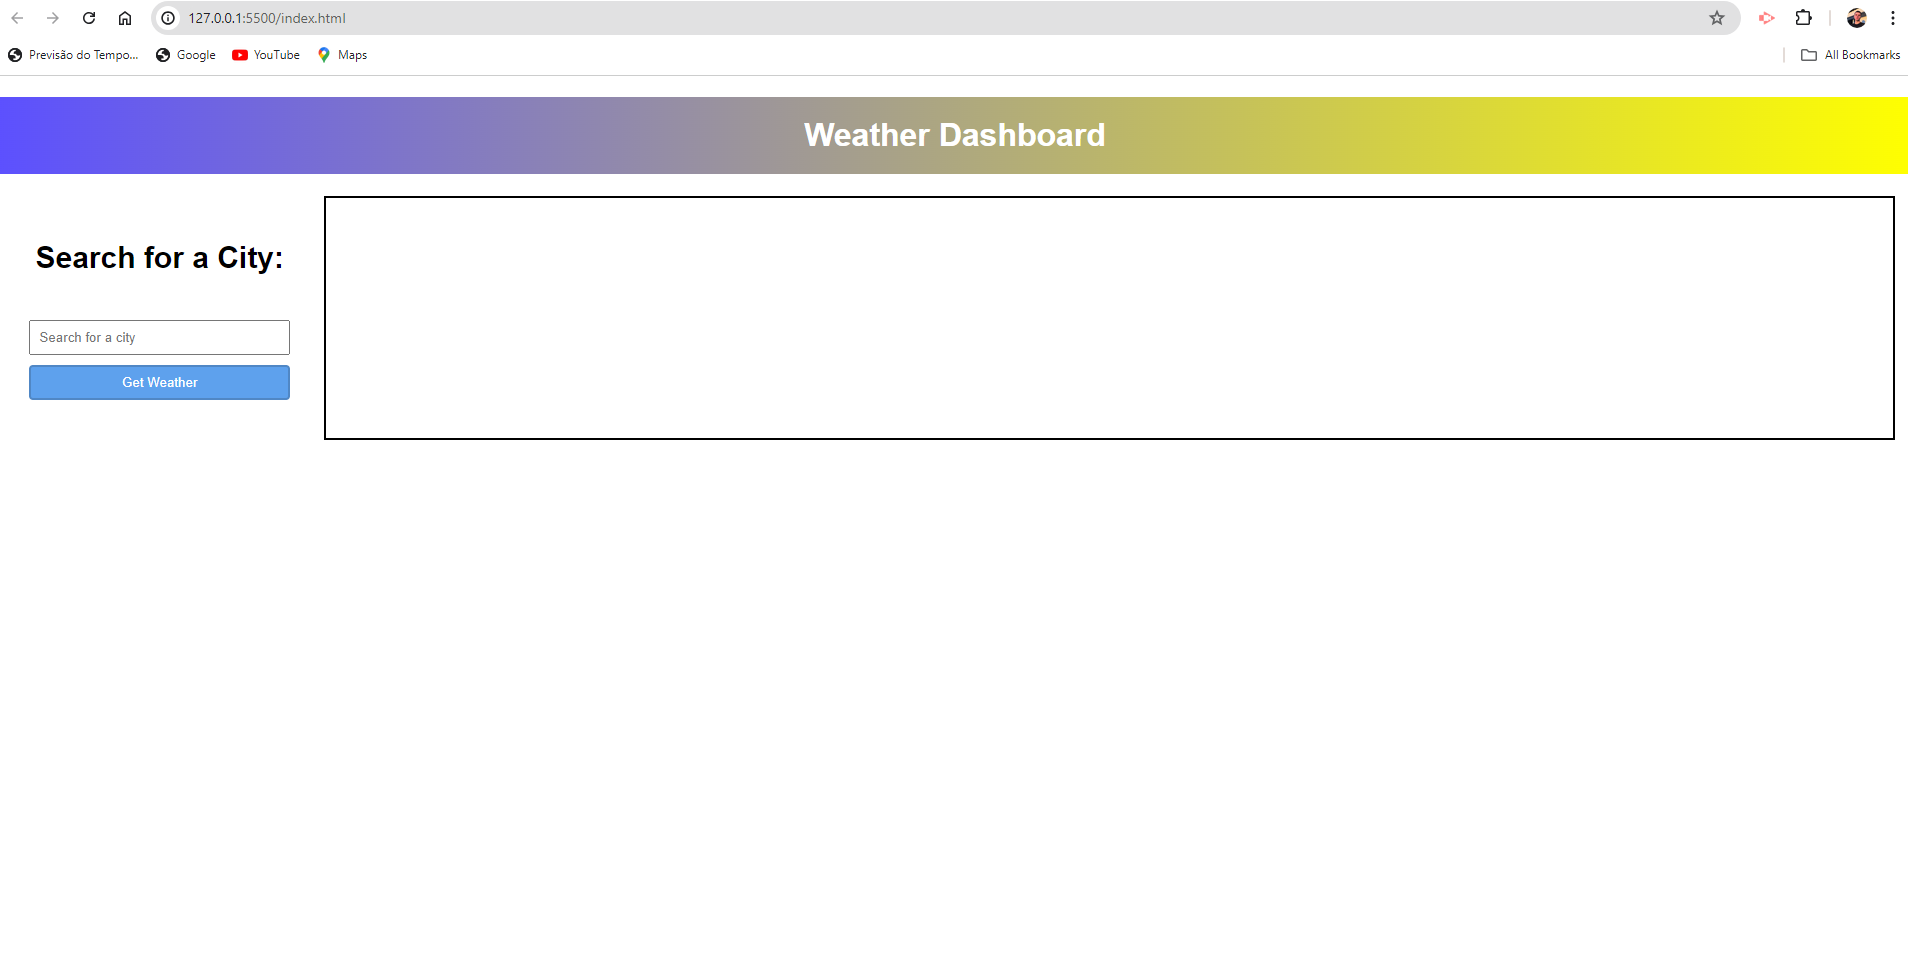 127.0.0.1:5500/index.html
Previsão do Tempo... Google YouTube Maps All Bookmarks
Weather Dashboard
Search for a City:
Search for a city
Get Weather